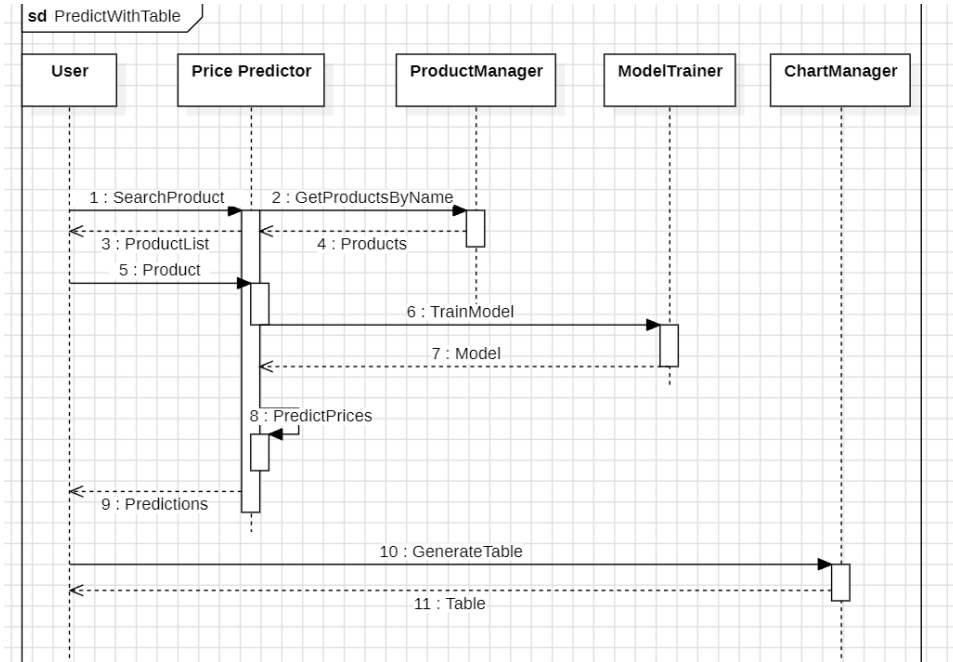 sd PredictWithTable
User
Price Predictor
ProductManager
ModelTrainer
ChartManager
1 : SearchProduct
2 : GetProductsByName
3 : ProductList
4 : Products
5 : Product
6 : TrainModel
7 : Model
8 : PredictPrices
9 : Predictions
10 : GenerateTable
11 : Table